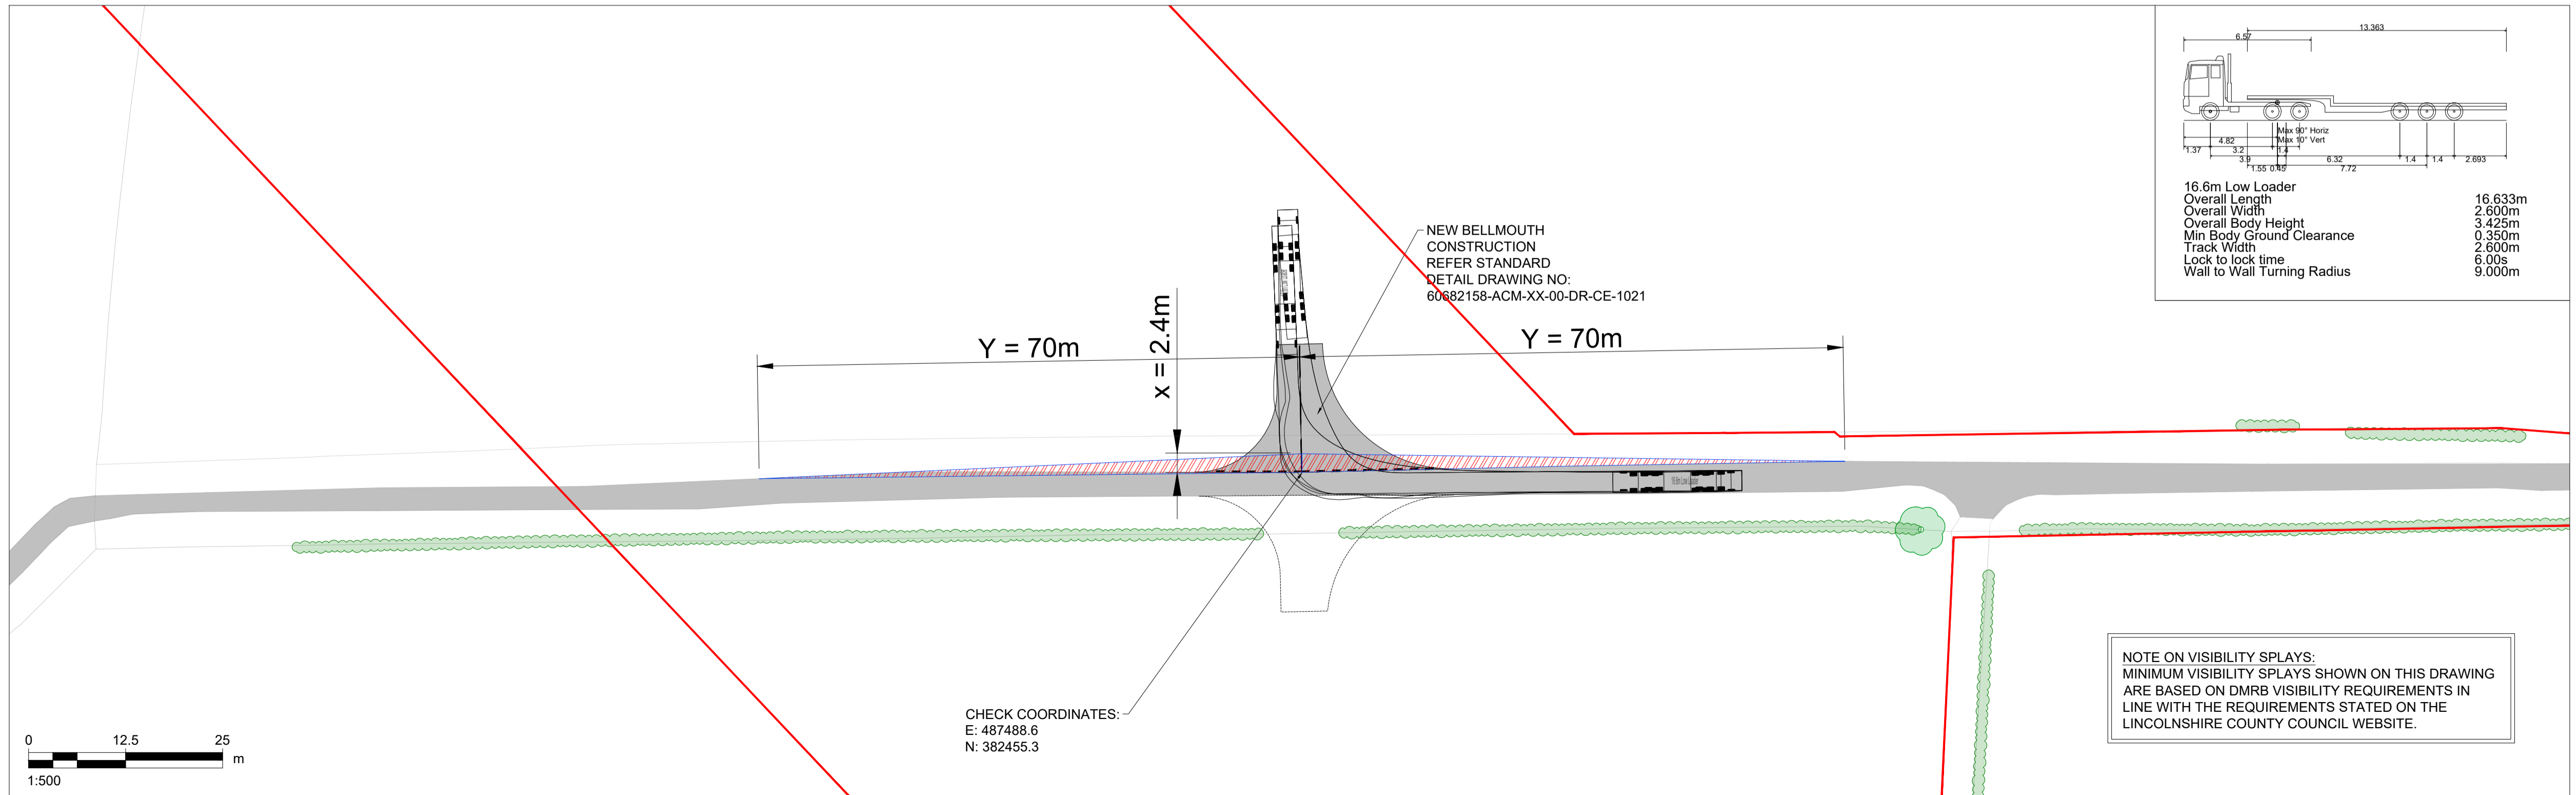 13.363
6.57
Max 90° Horiz
Max 10° Vert
4.82
1.37
3.2
1.4
3.9
6.32
1.4
1.4
2.693
1.55
0.45
7.72
16.6m Low Loader
Overall Length 16.633m
Overall Width 2.600m
Overall Body Height 3.425m
Min Body Ground Clearance 0.350m
Track Width 2.600m
Lock to lock time 6.00s
Wall to Wall Turning Radius 9.000m
NEW BELLMOUTH
CONSTRUCTION
REFER STANDARD
DETAIL DRAWING NO:
60682158-ACM-XX-00-DR-CE-1021
Y = 70m
Y = 70m
x = 2.4m
16.6m Low Loader
CHECK COORDINATES:
E: 487488.6
N: 382455.3
NOTE ON VISIBILITY SPLAYS:
MINIMUM VISIBILITY SPLAYS SHOWN ON THIS DRAWING
ARE BASED ON DMRB VISIBILITY REQUIREMENTS IN
LINE WITH THE REQUIREMENTS STATED ON THE
LINCOLNSHIRE COUNTY COUNCIL WEBSITE.
0 12.5 25
m
1:500